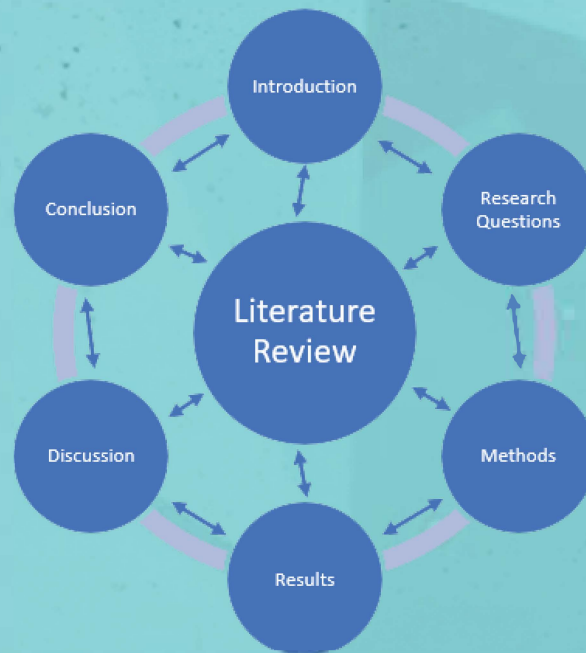 Introduction
Research
Questions
Methods
Results
Discussion
Conclusion
Literature
Review